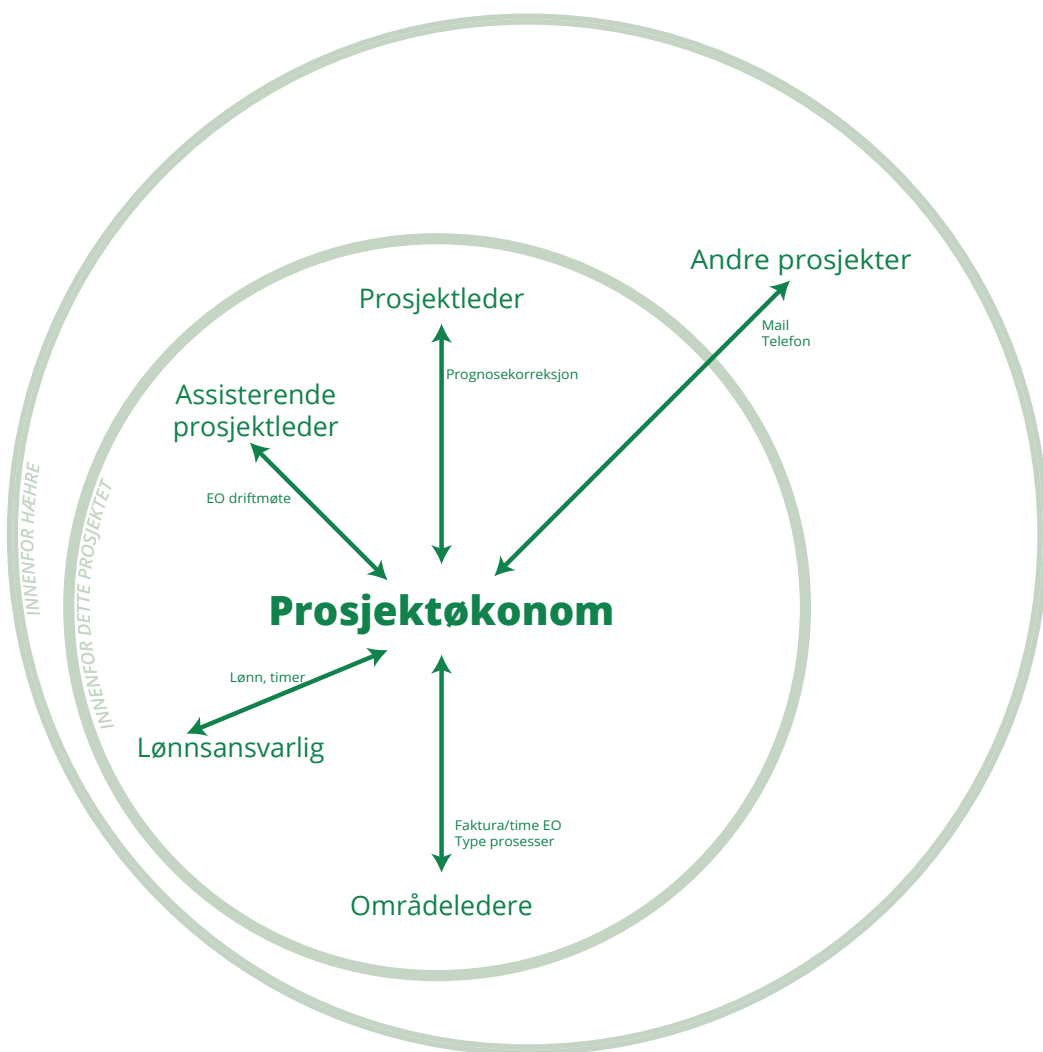 Andre prosjekter
Mail
Telefon
Prosjektleder
Prognosekorreksjon
Assisterende
prosjektleder
EO driftmøte
INNENFOR HÆHRE
INNENFOR DETTE PROSJEKTET
Prosjektøkonom
Lønn, timer
Lønnsansvarlig
Faktura/time EO
Type prosesser
Områdeledere